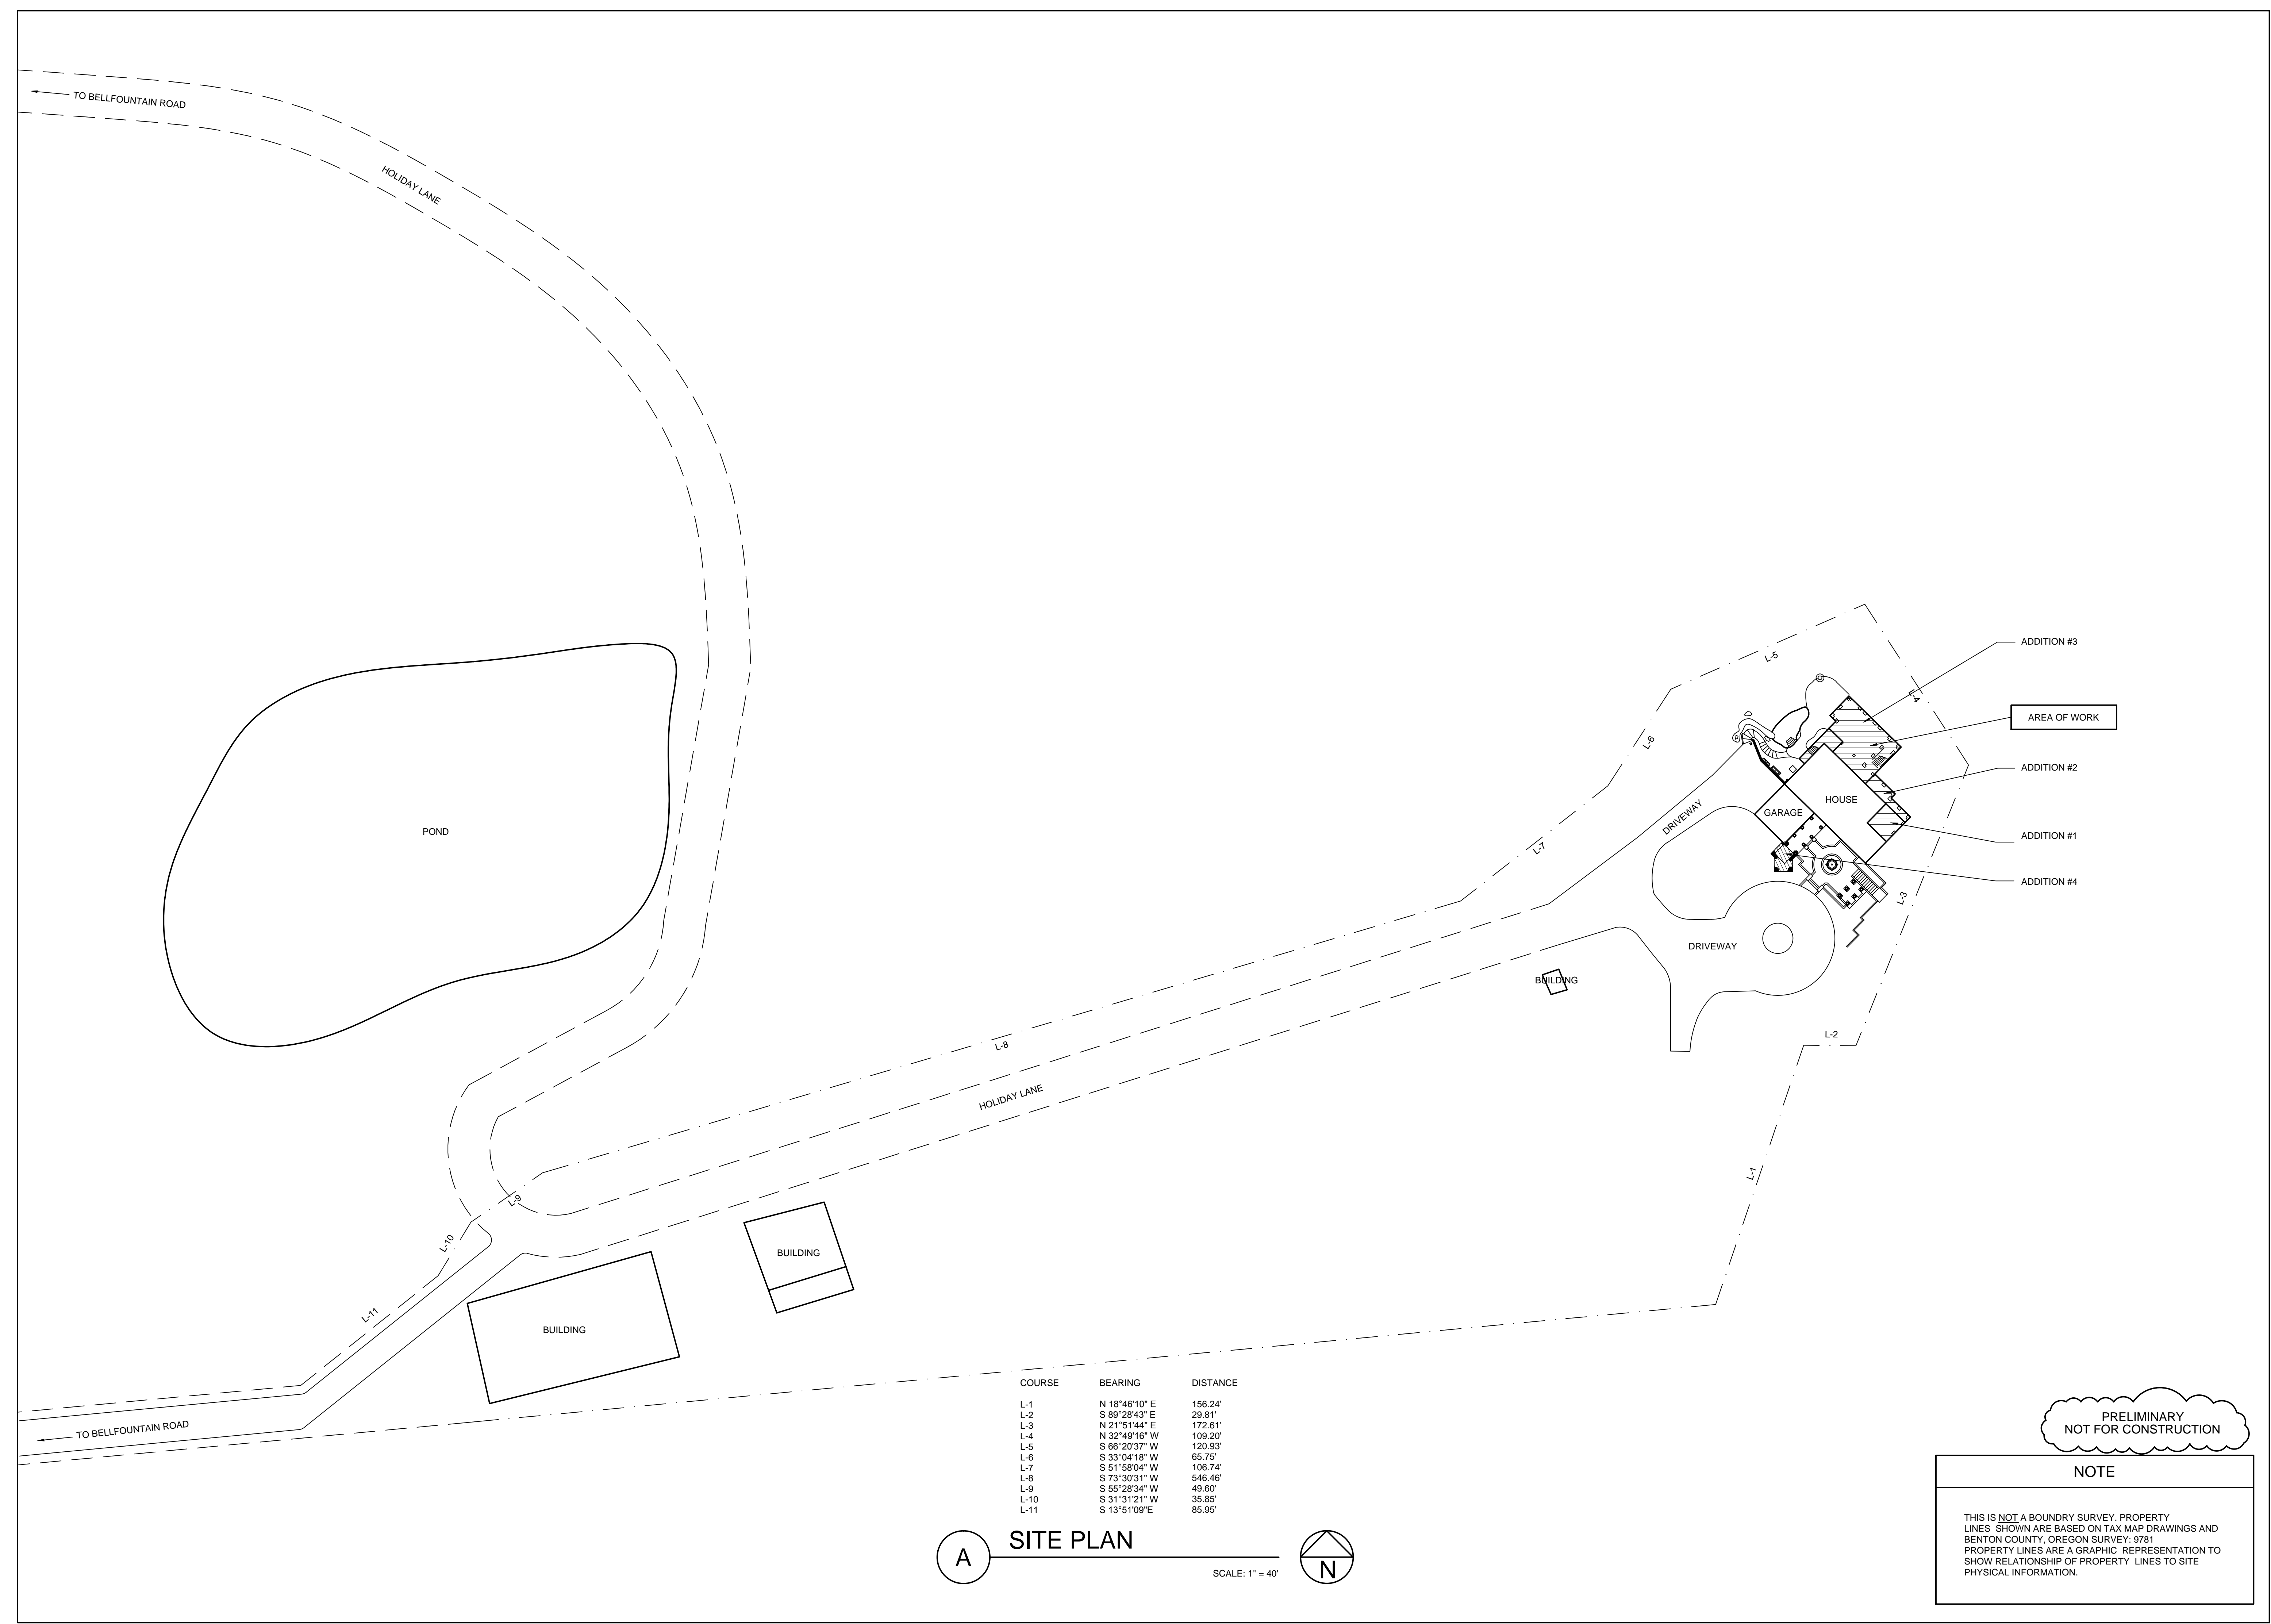 TO BELLFOUNTAIN ROAD
HOLIDAY LANE
L-5
ADDITION #3
L-4
AREA OF WORK
L-6
ADDITION #2
HOUSE
DRIVEWAY
GARAGE
POND
ADDITION #1
L-7
ADDITION #4
L-3
DRIVEWAY
BUILDING
L-2
L-8
HOLIDAY LANE
L-1
L-9
L-10
BUILDING
L-11
BUILDING
TO BELLFOUNTAIN ROAD
COURSE BEARING DISTANCE
L-1 N 18°46'10" E 156.24'
L-2 S 89°28'43" E 29.81'
L-3 N 21°51'44" E 172.61'
L-4 N 32°49'16" W 109.20'
L-5 S 66°20'37" W 120.93'
L-6 S 33°04'18" W 65.75'
L-7 S 51°58'04" W 106.74'
L-8 S 73°30'31" W 546.46'
L-9 S 55°28'34" W 49.60'
L-10 S 31°31'21" W 35.85'
L-11 S 13°51'09"E 85.95'
A
SITE PLAN
SCALE: 1" = 40'
N
PRELIMINARY
NOT FOR CONSTRUCTION
NOTE
THIS IS NOT A BOUNDRY SURVEY. PROPERTY
LINES SHOWN ARE BASED ON TAX MAP DRAWINGS AND
BENTON COUNTY, OREGON SURVEY: 9781
PROPERTY LINES ARE A GRAPHIC REPRESENTATION TO
SHOW RELATIONSHIP OF PROPERTY LINES TO SITE
PHYSICAL INFORMATION.